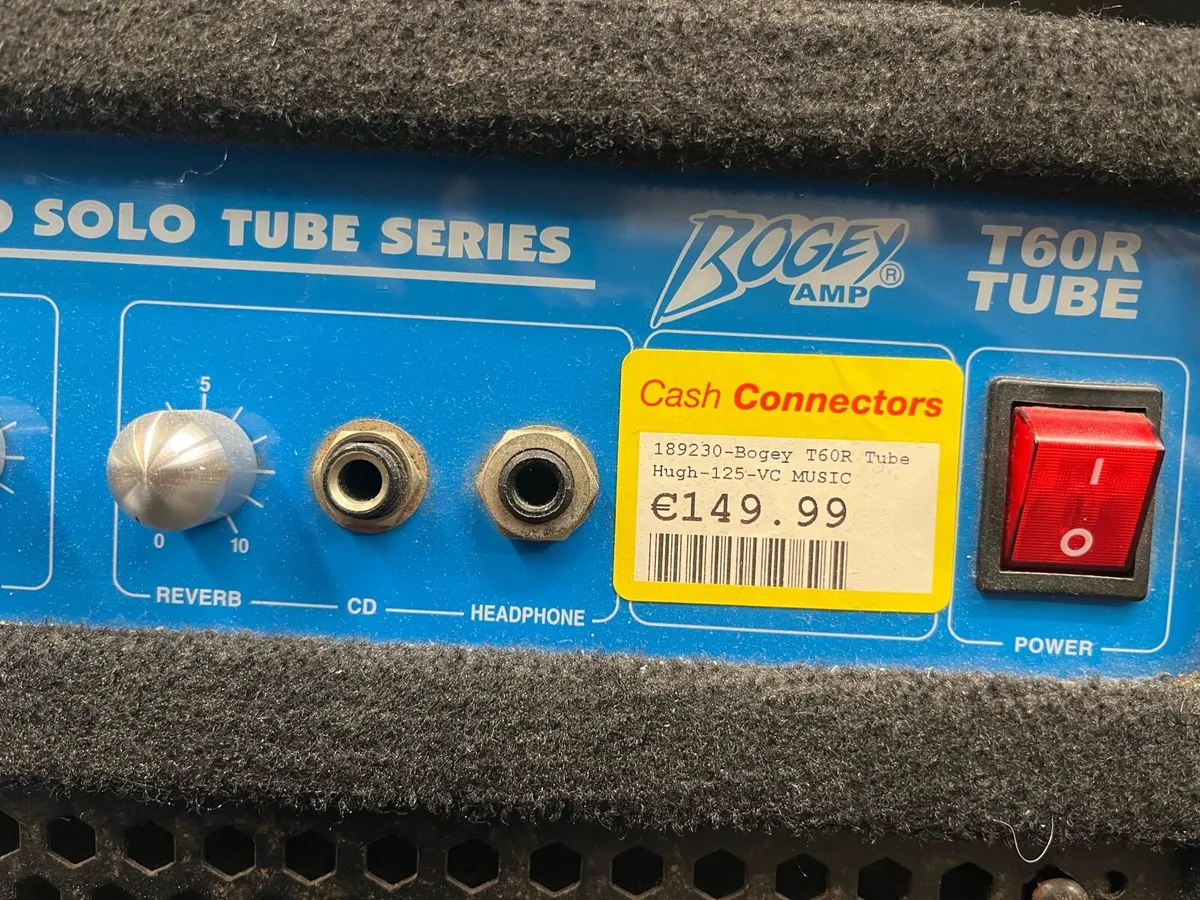 SOLO TUBE SERIES
BOGEY ®
AMP
T60R
TUBE
Cash Connectors
189230-Bogey T60R Tube
Hugh-125-VC MUSIC
€149.99
5
0
10
REVERB
CD
HEADPHONE
I
O
POWER